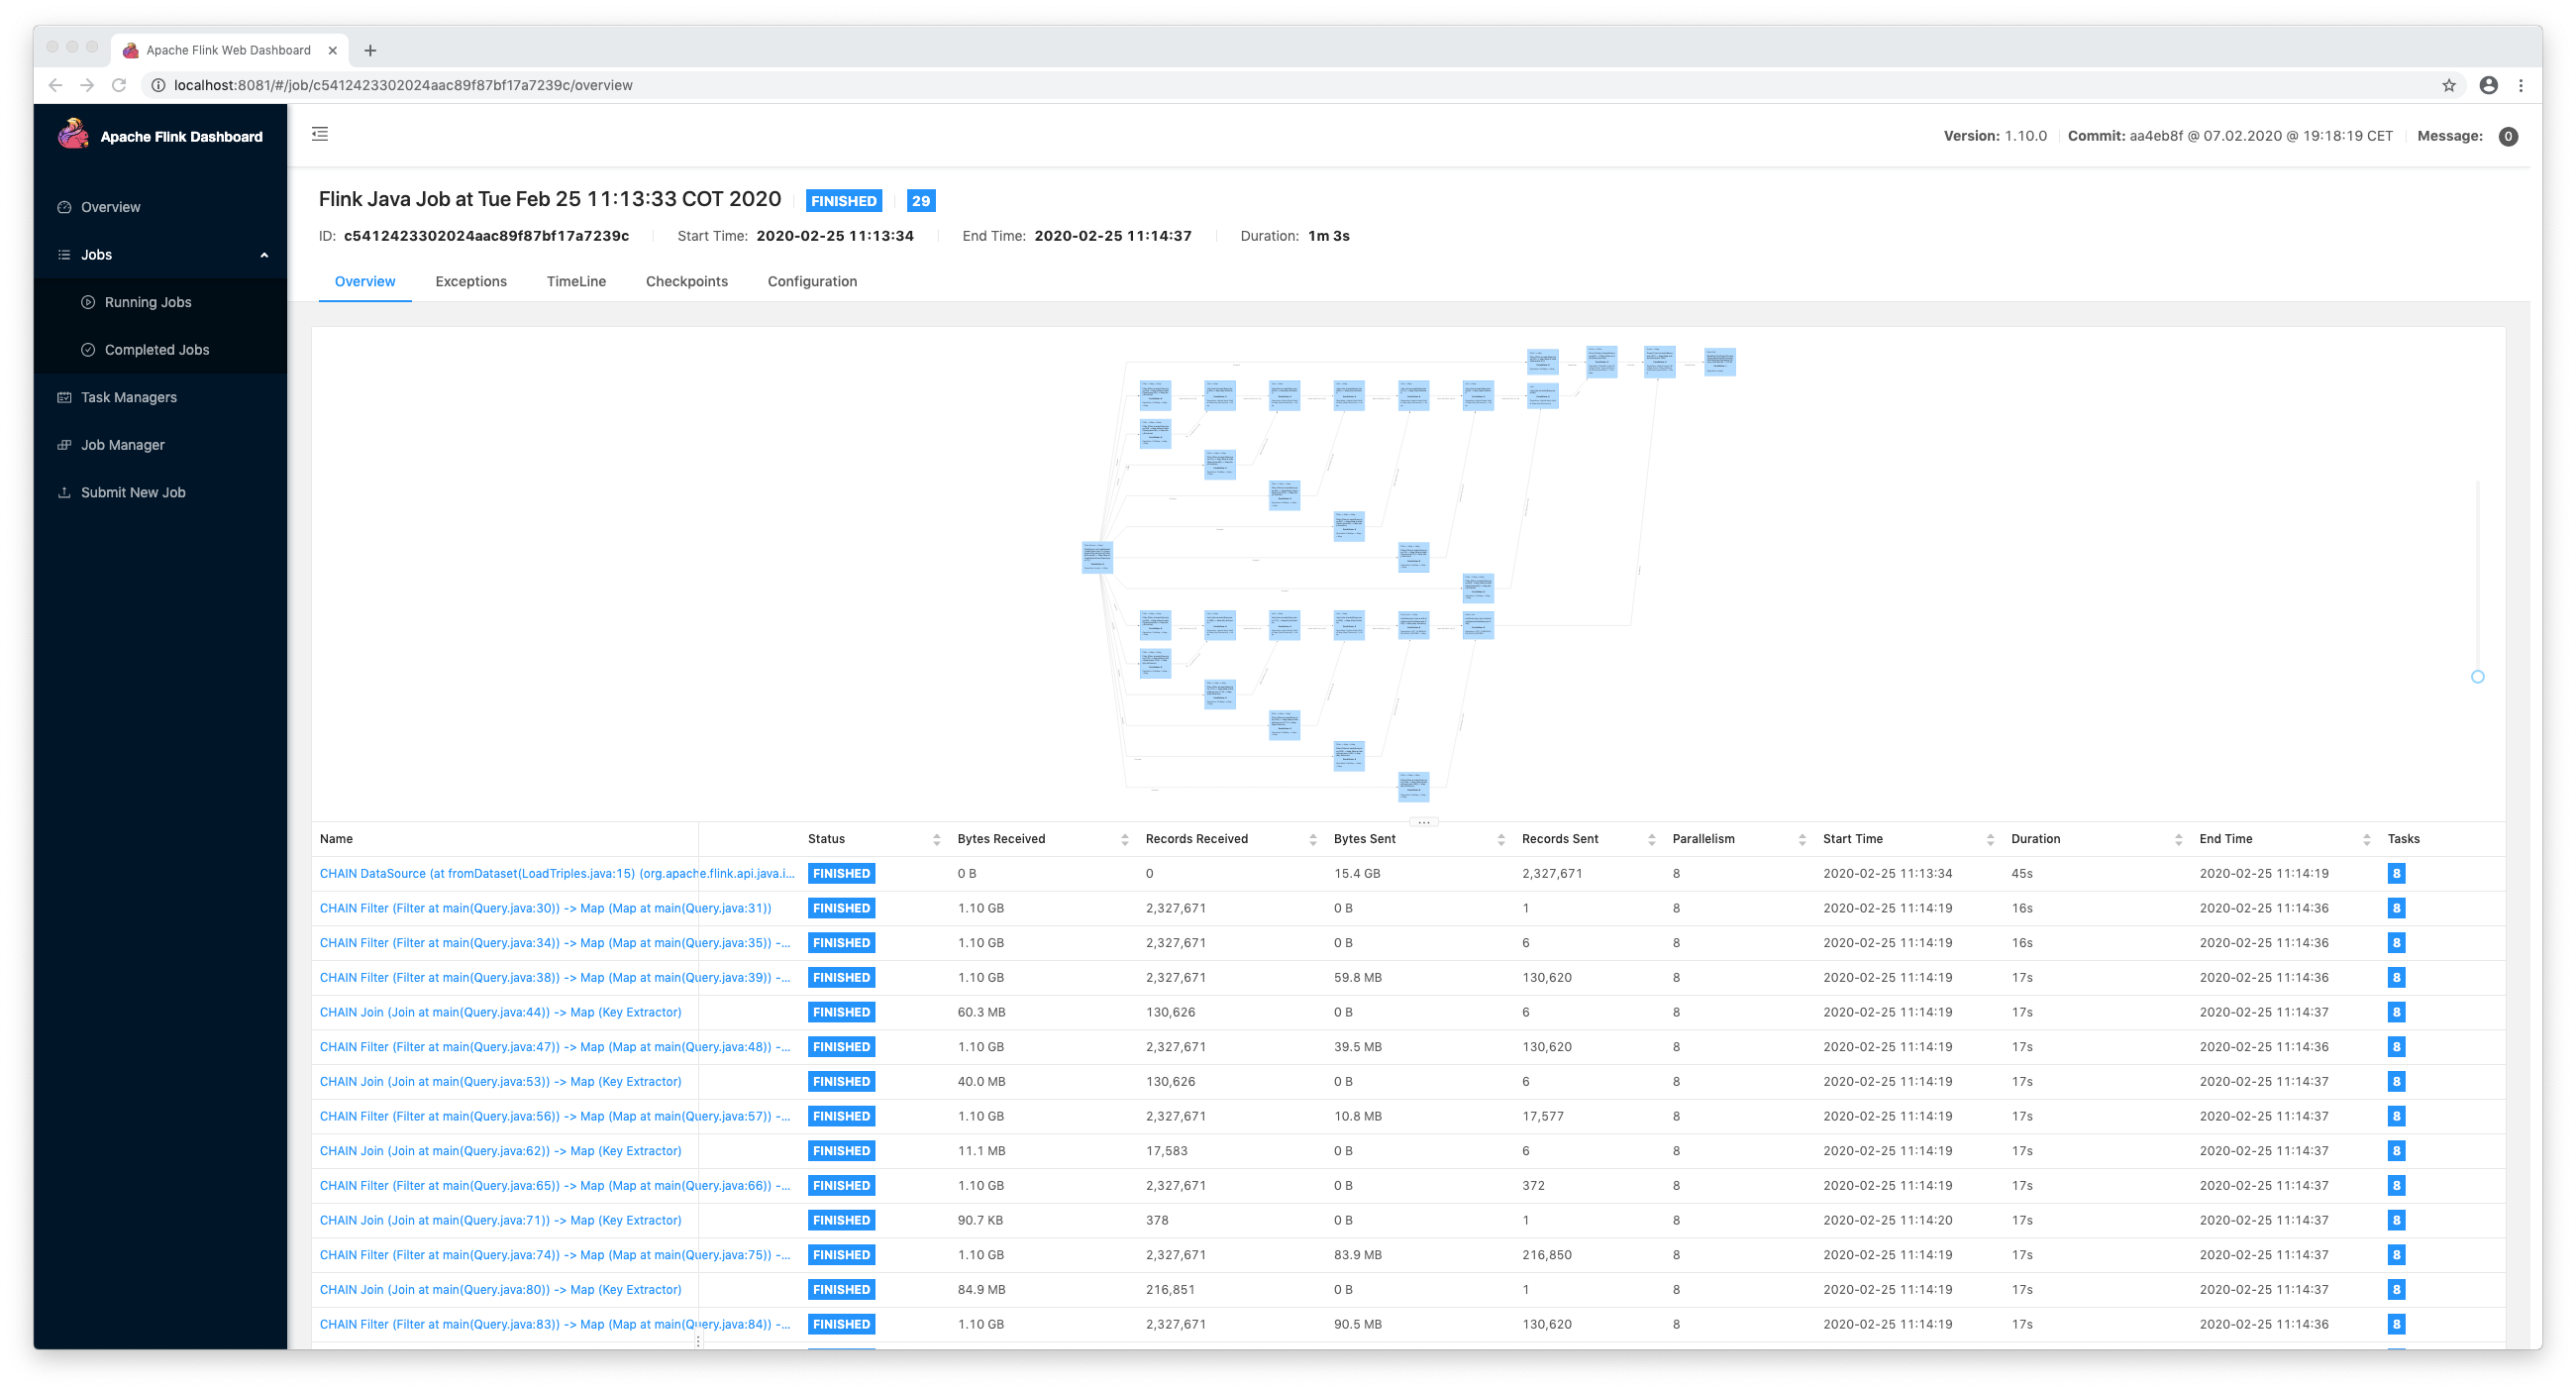 Apache Flink Web Dashboard
localhost:8081/#/job/c5412423302024aac89f87bf17a7239c/overview
Apache Flink Dashboard
Version: 1.10.0 Commit: aa4eb8f @ 07.02.2020 @ 19:18:19 CET Message: 0
Overview
Jobs
Running Jobs
Completed Jobs
Task Managers
Job Manager
Submit New Job
Flink Java Job at Tue Feb 25 11:13:33 COT 2020 FINISHED 29
ID: c5412423302024aac89f87bf17a7239c Start Time: 2020-02-25 11:13:34 End Time: 2020-02-25 11:14:37 Duration: 1m 3s
Overview Exceptions TimeLine Checkpoints Configuration
Name Status Bytes Received Records Received Bytes Sent Records Sent Parallelism Start Time Duration End Time Tasks
CHAIN DataSource (at fromDataset(LoadTriples.java:15) (org.apache.flink.api.java.i... FINISHED 0 B 0 15.4 GB 2,327,671 8 2020-02-25 11:13:34 45s 2020-02-25 11:14:19 8
CHAIN Filter (Filter at main(Query.java:30)) -> Map (Map at main(Query.java:31)) FINISHED 1.10 GB 2,327,671 0 B 1 8 2020-02-25 11:14:19 16s 2020-02-25 11:14:36 8
CHAIN Filter (Filter at main(Query.java:34)) -> Map (Map at main(Query.java:35)) -... FINISHED 1.10 GB 2,327,671 0 B 6 8 2020-02-25 11:14:19 16s 2020-02-25 11:14:36 8
CHAIN Filter (Filter at main(Query.java:38)) -> Map (Map at main(Query.java:39)) -... FINISHED 1.10 GB 2,327,671 59.8 MB 130,620 8 2020-02-25 11:14:19 17s 2020-02-25 11:14:36 8
CHAIN Join (Join at main(Query.java:44)) -> Map (Key Extractor) FINISHED 60.3 MB 130,626 0 B 6 8 2020-02-25 11:14:19 17s 2020-02-25 11:14:37 8
CHAIN Filter (Filter at main(Query.java:47)) -> Map (Map at main(Query.java:48)) -... FINISHED 1.10 GB 2,327,671 39.5 MB 130,620 8 2020-02-25 11:14:19 17s 2020-02-25 11:14:36 8
CHAIN Join (Join at main(Query.java:53)) -> Map (Key Extractor) FINISHED 40.0 MB 130,626 0 B 6 8 2020-02-25 11:14:19 17s 2020-02-25 11:14:37 8
CHAIN Filter (Filter at main(Query.java:56)) -> Map (Map at main(Query.java:57)) -... FINISHED 1.10 GB 2,327,671 10.8 MB 17,577 8 2020-02-25 11:14:19 17s 2020-02-25 11:14:37 8
CHAIN Join (Join at main(Query.java:62)) -> Map (Key Extractor) FINISHED 11.1 MB 17,583 0 B 6 8 2020-02-25 11:14:19 17s 2020-02-25 11:14:37 8
CHAIN Filter (Filter at main(Query.java:65)) -> Map (Map at main(Query.java:66)) -... FINISHED 1.10 GB 2,327,671 0 B 372 8 2020-02-25 11:14:19 17s 2020-02-25 11:14:37 8
CHAIN Join (Join at main(Query.java:71)) -> Map (Key Extractor) FINISHED 90.7 KB 378 0 B 1 8 2020-02-25 11:14:20 17s 2020-02-25 11:14:37 8
CHAIN Filter (Filter at main(Query.java:74)) -> Map (Map at main(Query.java:75)) -... FINISHED 1.10 GB 2,327,671 83.9 MB 216,850 8 2020-02-25 11:14:19 17s 2020-02-25 11:14:37 8
CHAIN Join (Join at main(Query.java:80)) -> Map (Key Extractor) FINISHED 84.9 MB 216,851 0 B 1 8 2020-02-25 11:14:19 17s 2020-02-25 11:14:37 8
CHAIN Filter (Filter at main(Query.java:83)) -> Map (Map at main(Query.java:84)) -... FINISHED 1.10 GB 2,327,671 90.5 MB 130,620 8 2020-02-25 11:14:19 17s 2020-02-25 11:14:36 8